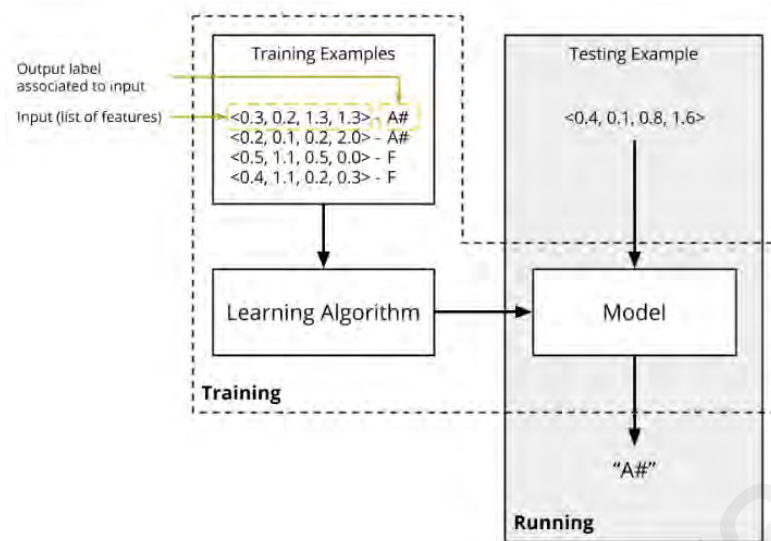 Training Examples
Testing Example
Output label
associated to input
Input (list of features)
<0.3, 0.2, 1.3, 1.3> - A#
<0.2, 0.1, 0.2, 2.0> - A#
<0.5, 1.1, 0.5, 0.0> - F
<0.4, 1.1, 0.2, 0.3> - F
<0.4, 0.1, 0.8, 1.6>
Learning Algorithm
Model
Training
“A#”
Running